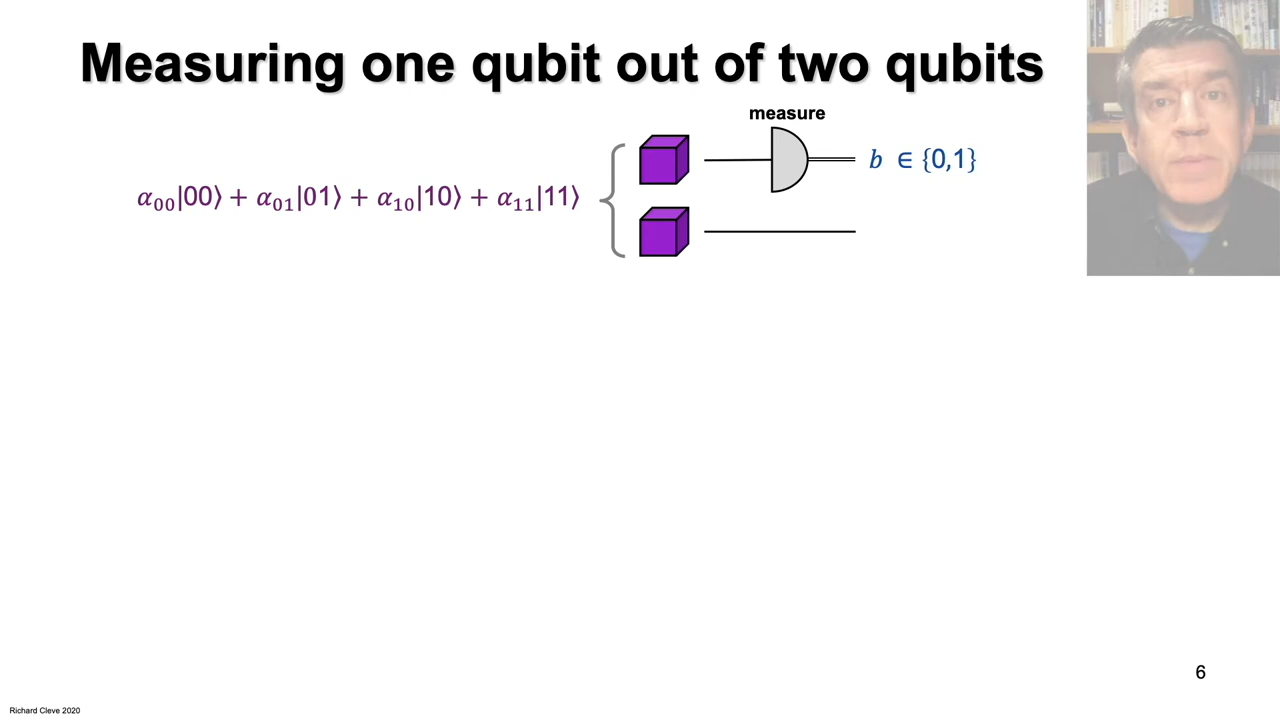 Measuring one qubit out of two qubits
measure
α₀₀|00⟩ + α₀₁|01⟩ + α₁₀|10⟩ + α₁₁|11⟩
b ∈ {0,1}
6
Richard Cleve 2020